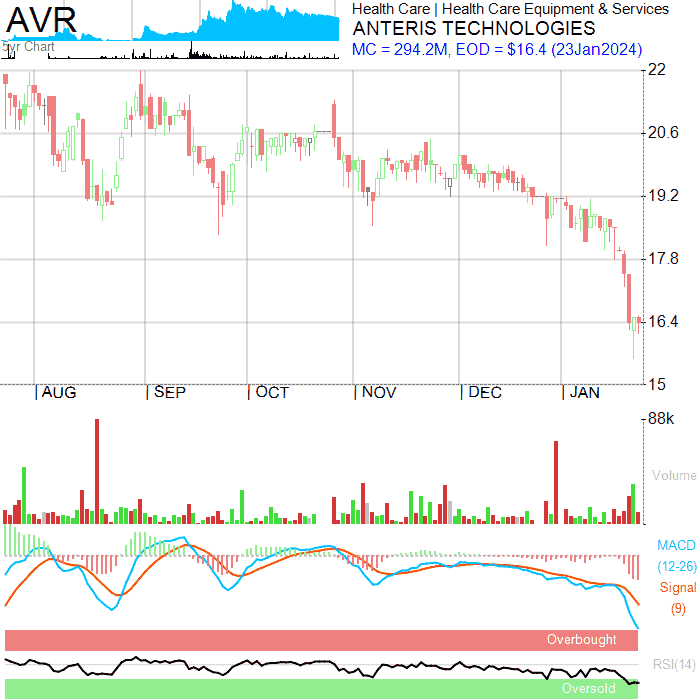 AVR
5yr Chart
Health Care | Health Care Equipment & Services
ANTERIS TECHNOLOGIES
MC = 294.2M, EOD = $16.4 (23Jan2024)
22
20.6
19.2
17.8
16.4
15
AUG SEP OCT NOV DEC JAN
88k
Volume
MACD
(12-26)
Signal
(9)
Overbought
RSI(14)
Oversold